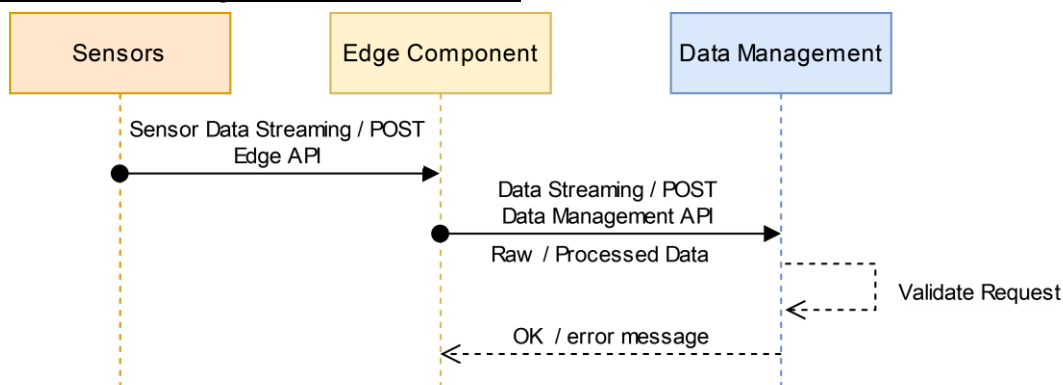 Sensors
Edge Component
Data Management
Sensor Data Streaming / POST
Edge API
Data Streaming / POST
Data Management API
Raw / Processed Data
Validate Request
OK / error message